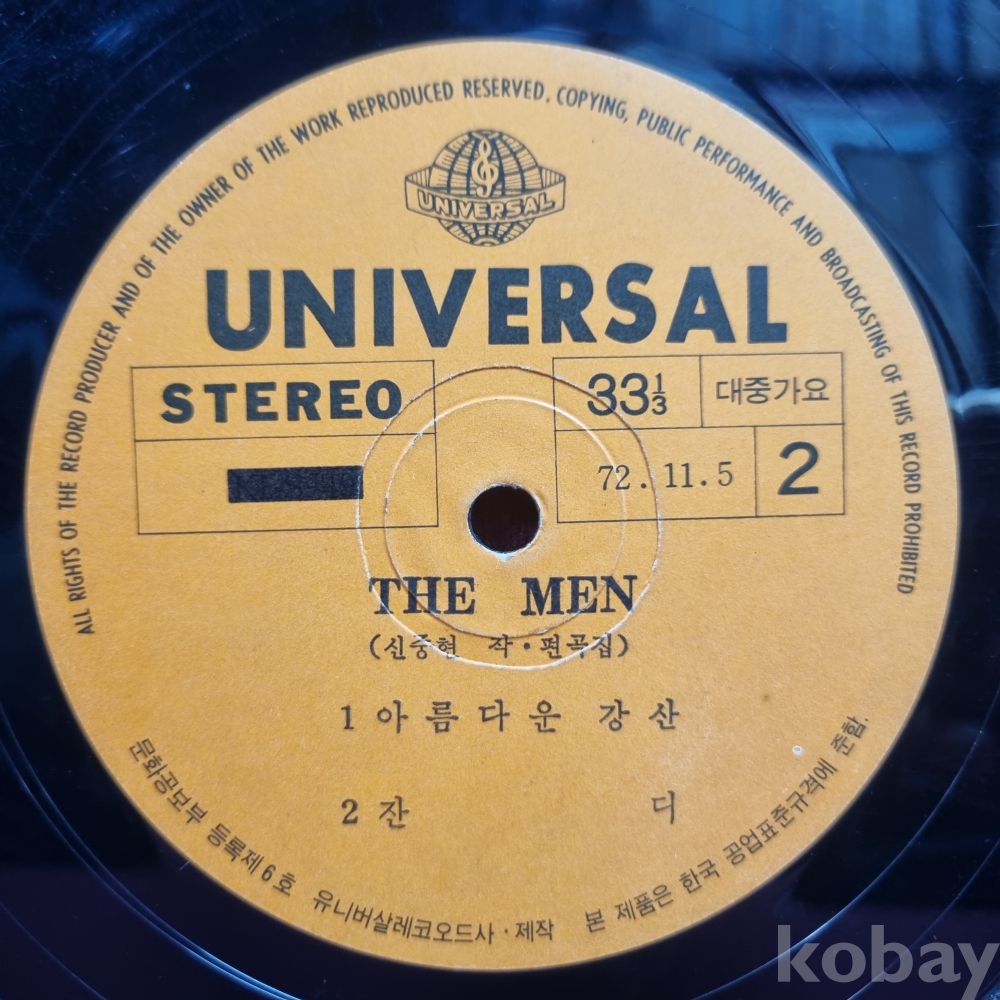 ALL RIGHTS OF THE RECORD PRODUCER AND OF THE OWNER OF THE WORK REPRODUCED RESERVED. COPYING, PUBLIC PERFORMANCE AND BROADCASTING OF THIS RECORD PROHIBITED
UNIVERSAL
UNIVERSAL
STEREO
33 1/3
대중가요
72. 11. 5
2
THE MEN
(신중현 작·편곡집)
1 아름다운 강산
2 잔 디
문화공보부 등록제 6 호 유니버살레코오드사·제작 본 제품은 한국 공업표준규격에 준함.
kobay